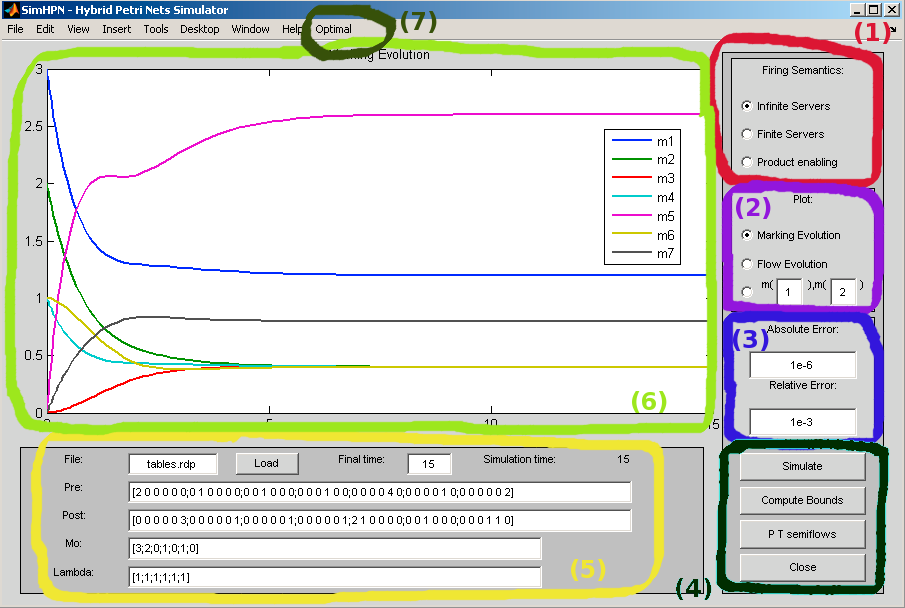 SimHPN - Hybrid Petri Nets Simulator
File Edit View Insert Tools Desktop Window Help Optimal
(7)
(1)
Marking Evolution
3
2.5
2
1.5
1
0.5
0
5
10
15
m1
m2
m3
m4
m5
m6
m7
(6)
Firing Semantics:
Infinite Servers
Finite Servers
Product enabling
(2)
Plot:
Marking Evolution
Flow Evolution
m( 1 ),m( 2 )
(3)
Absolute Error:
1e-6
Relative Error:
1e-3
File: tables.rdp Load Final time: 15 Simulation time: 15
Pre: [2 0 0 0 0 0;0 1 0 0 0 0;0 0 1 0 0 0;0 0 0 1 0 0;0 0 0 0 4 0;0 0 0 0 1 0;0 0 0 0 0 2]
Post: [0 0 0 0 0 3;0 0 0 0 0 1;0 0 0 0 0 1;0 0 0 0 0 1;2 1 0 0 0 0;0 0 1 0 0 0;0 0 0 1 1 0]
Mo: [3;2;0;1;0;1;0]
Lambda: [1;1;1;1;1;1]
(5)
Simulate
Compute Bounds
P T semiflows
Close
(4)